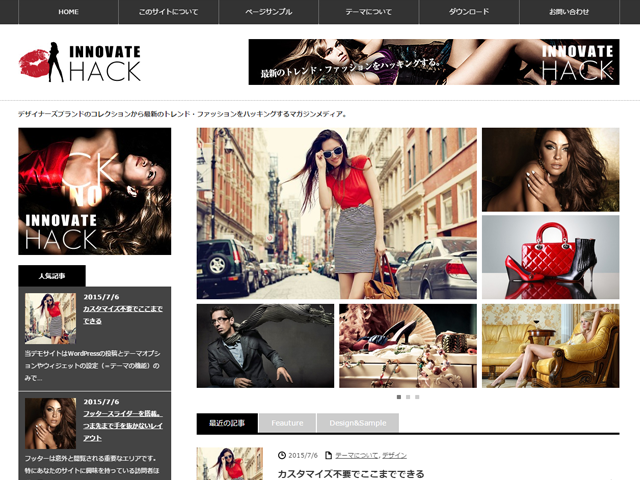 HOME
このサイトについて
ページサンプル
テーマについて
ダウンロード
お問い合わせ
INNOVATE
HACK
最新のトレンド・ファッションをハッキングする。
INNOVATE
HACK
デザイナーズブランドのコレクションから最新のトレンド・ファッションをハッキングするマガジンメディア。
CK
NO
INNOVATE
HACK
人気記事
2015/7/6
カスタマイズ不要でここまで
できる
当デモサイトはWordPressの投稿とテーマオプシ
ョンやウィジェットの設定（=テーマの機能）の
みで...
2015/7/6
フッタースライダーを搭載。
つま先まで手を抜かないレイ
アウト
フッターは意外と閲覧される重要なエリアです。
特にあなたのサイトに興味を持っている訪問者ほ
最近の記事
Feauture
Design&Sample
2015/7/6 テーマについて, デザイン
カスタマイズ不要でここまでできる